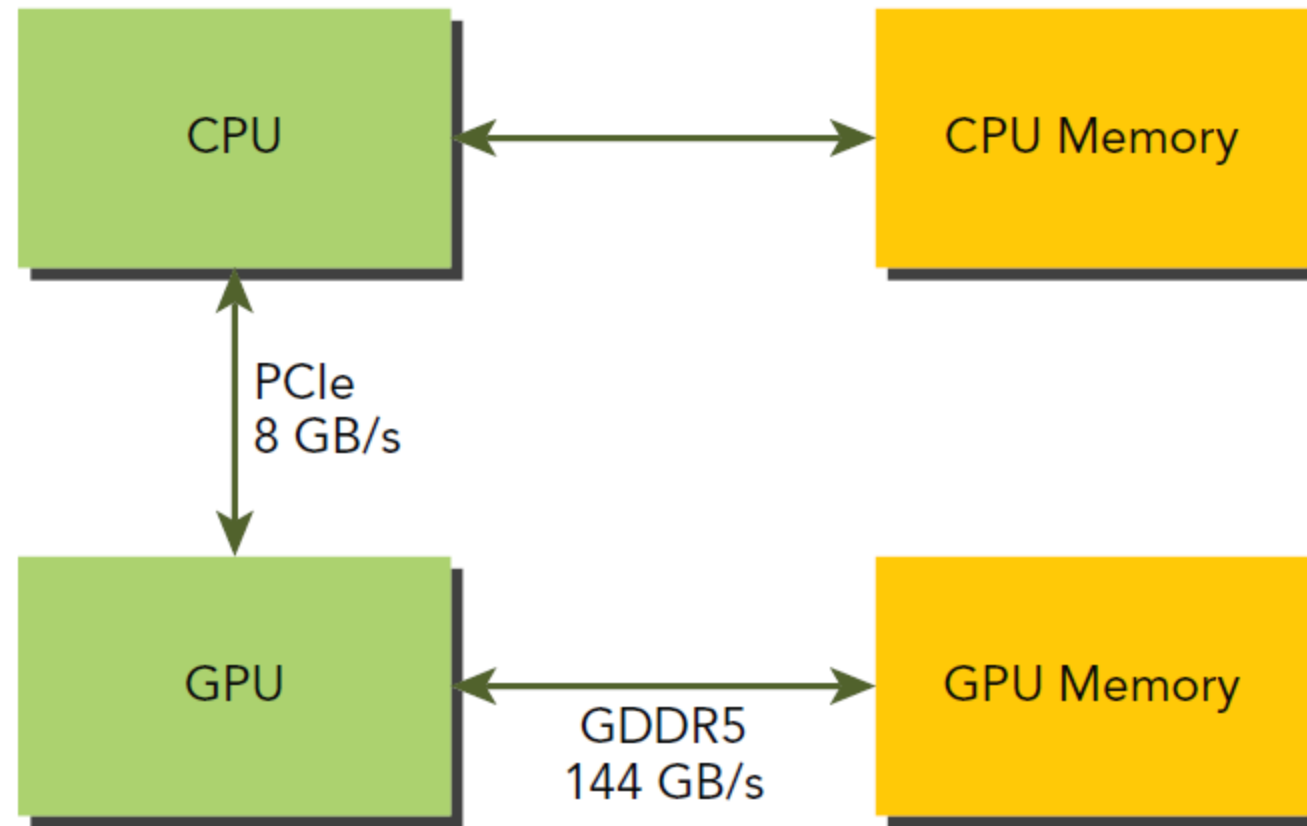 CPU
CPU Memory
PCIe
8 GB/s
GPU
GPU Memory
GDDR5
144 GB/s